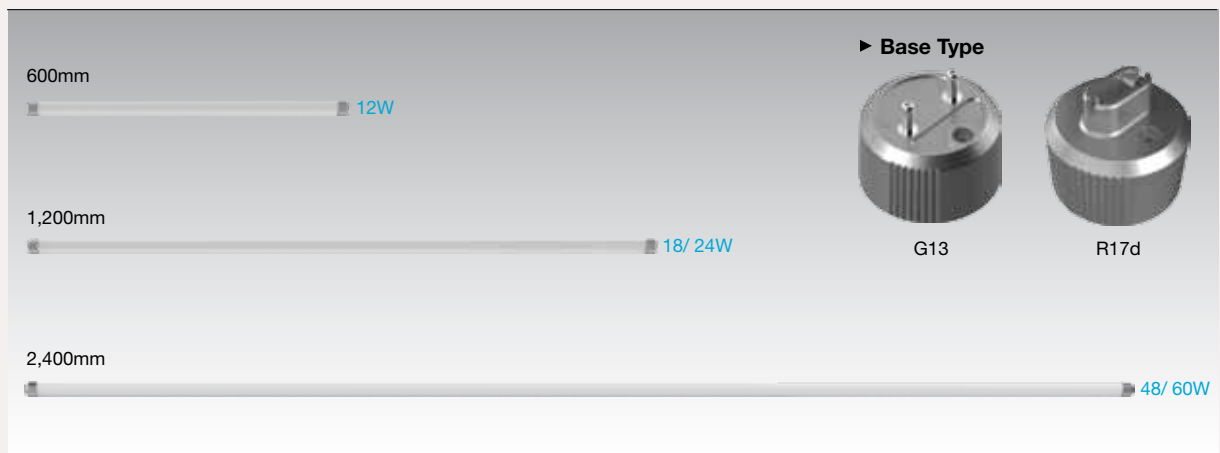 ► Base Type
600mm
12W
1,200mm
18/ 24W
G13
R17d
2,400mm
48/ 60W